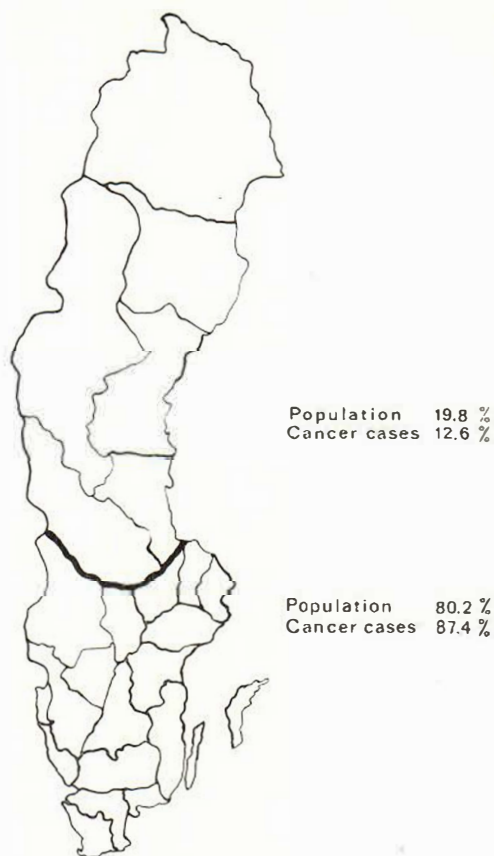 Population 19.8 %
Cancer cases 12.6 %
Population 80.2 %
Cancer cases 87.4 %